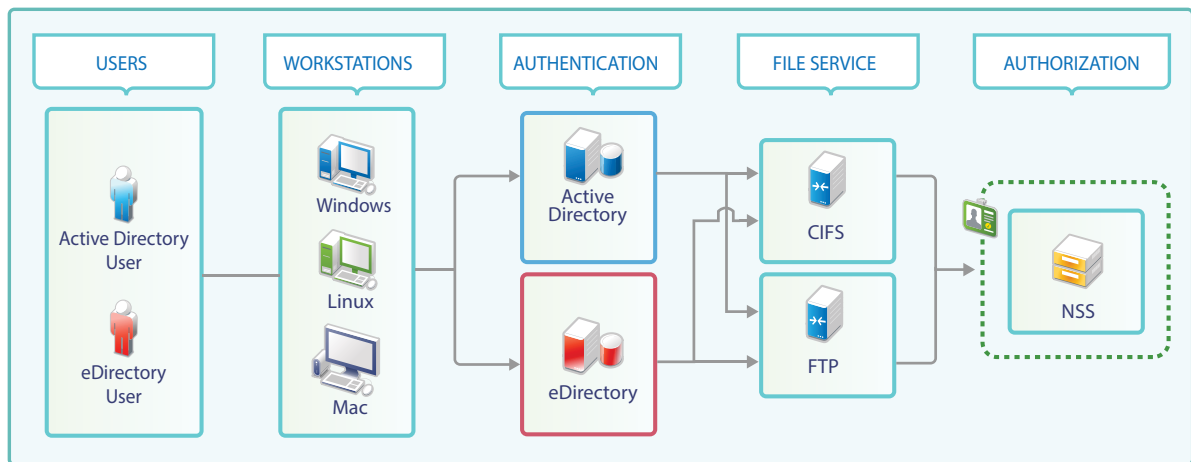 USERS
WORKSTATIONS
AUTHENTICATION
FILE SERVICE
AUTHORIZATION
Active Directory
User
eDirectory
User
Windows
Linux
Mac
Active
Directory
eDirectory
CIFS
FTP
NSS